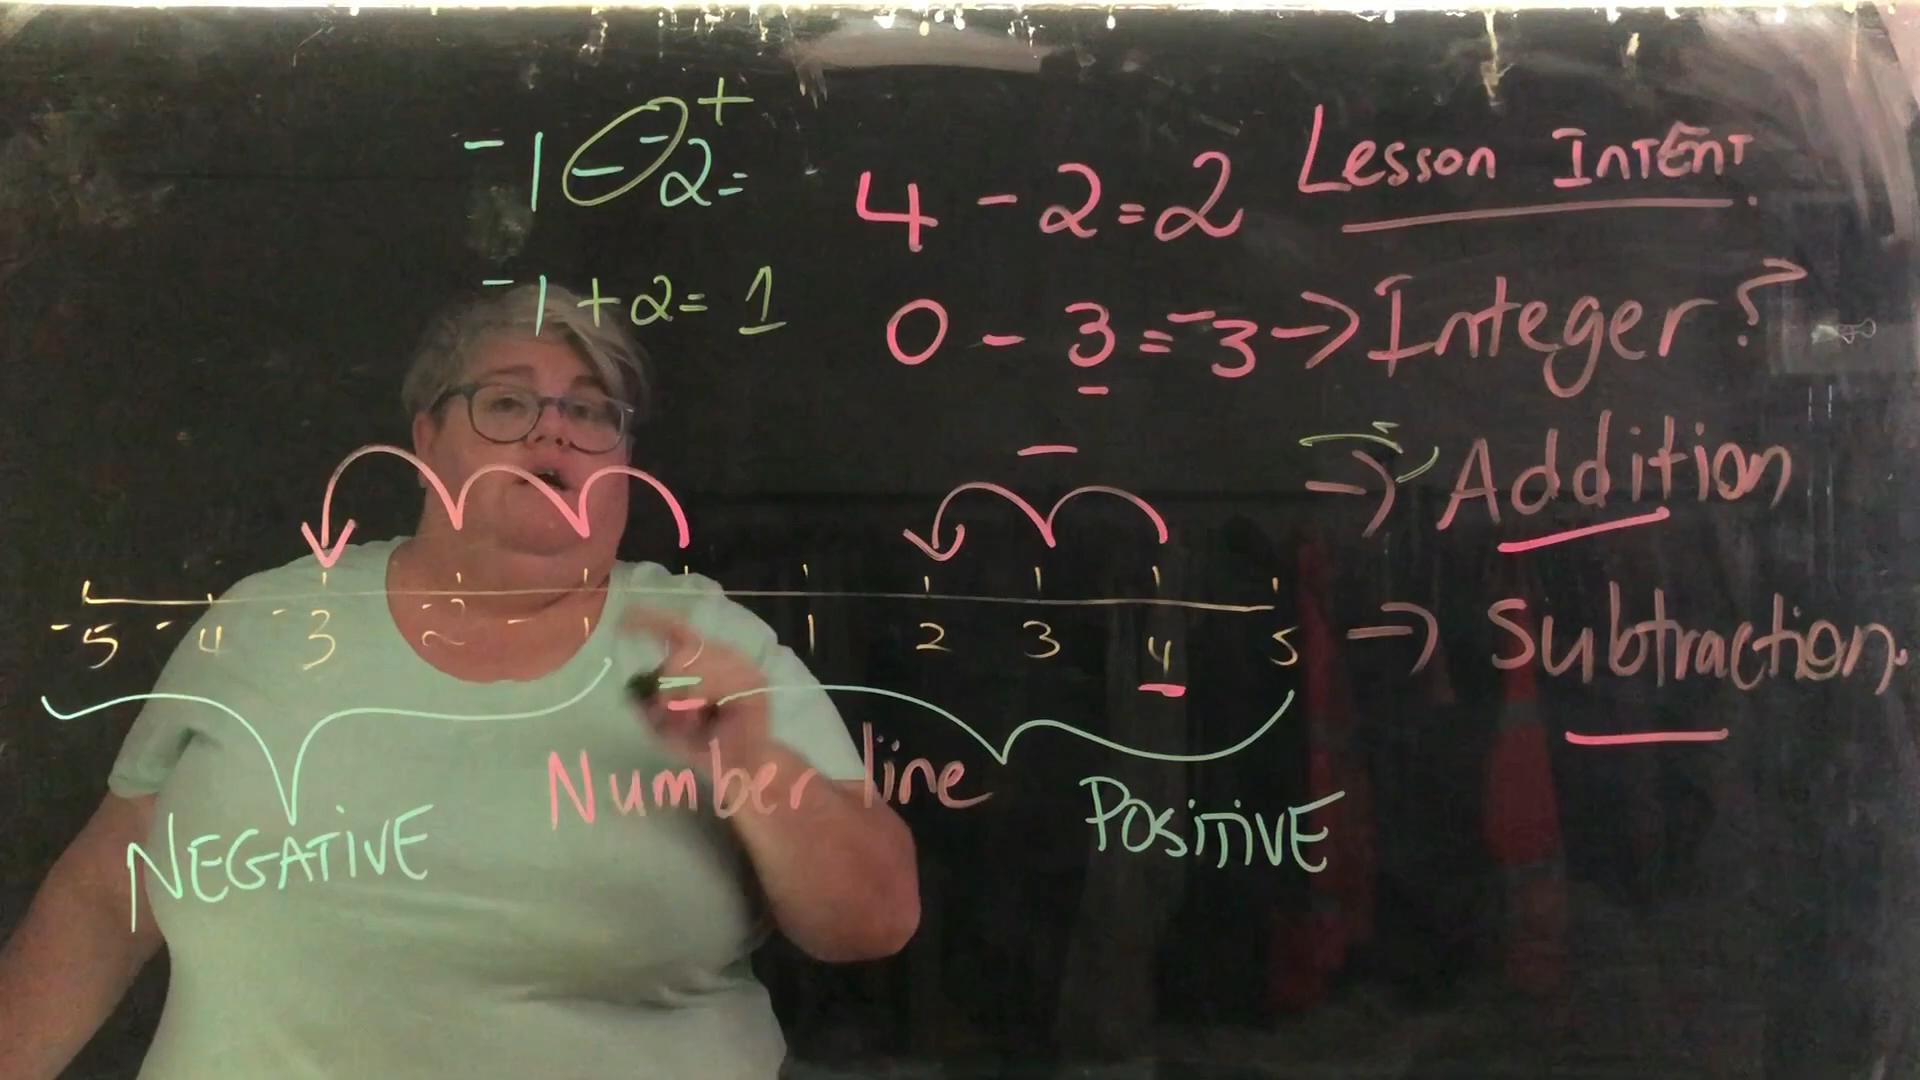 Lesson Intent
-1 - -2 = +
4 - 2 = 2
-1 + 2 = 1
0 - 3 = -3
-> Integer?
-> Addition
-
-5 -4 -3 -2 -1 0 1 2 3 4 5
-> Subtraction.
Number line
NEGATiVE
POSiTiVE